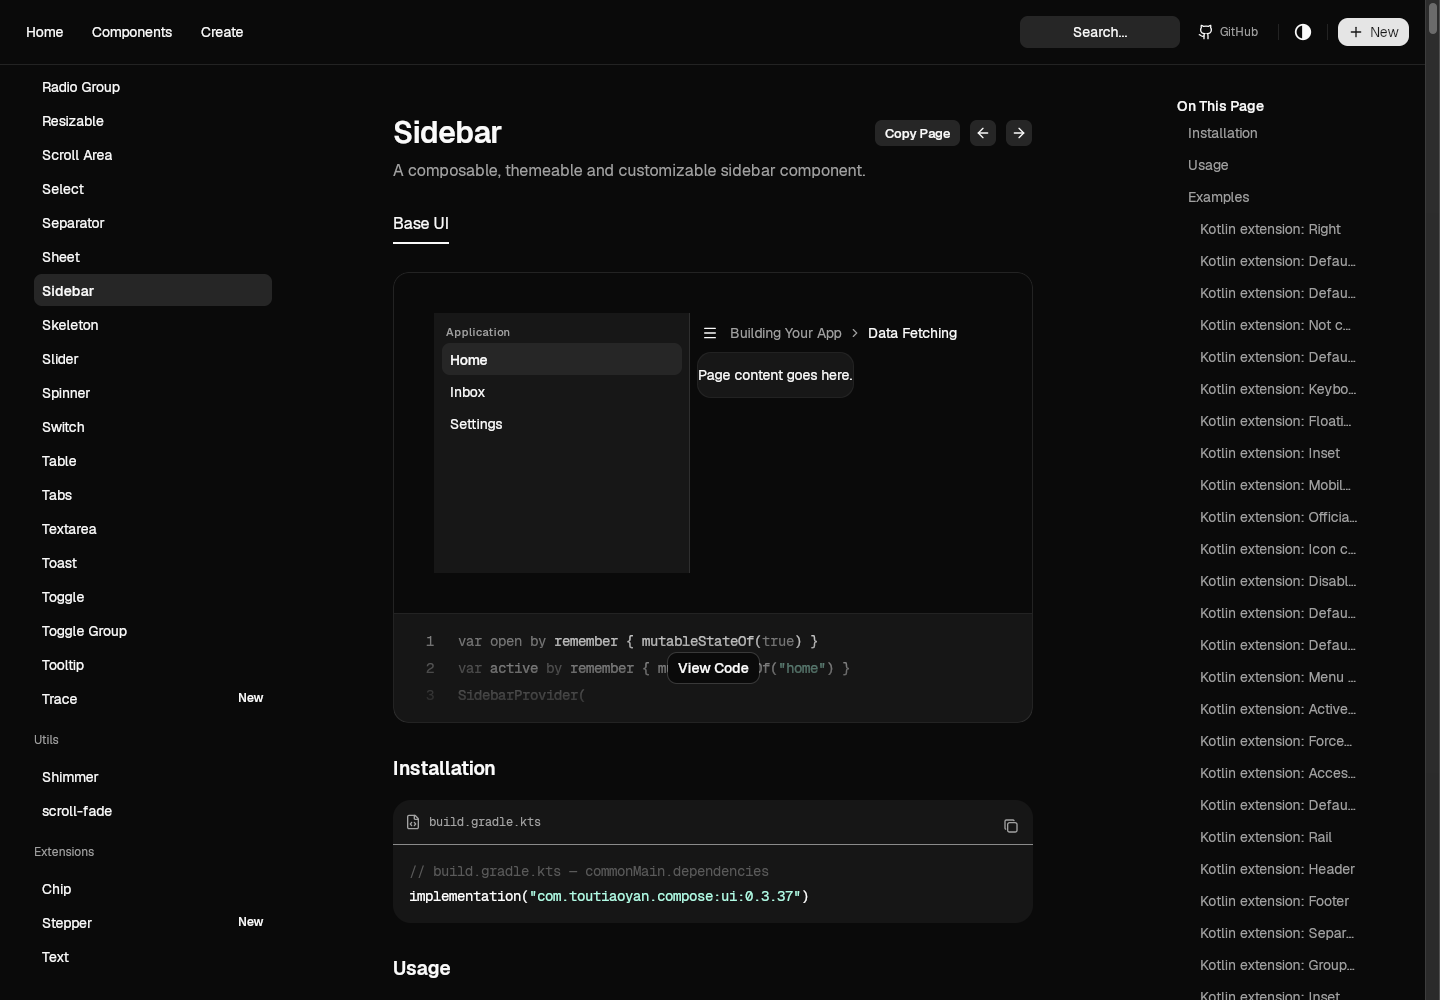 Home Components Create Search... GitHub New
Radio Group
Resizable
Scroll Area
Select
Separator
Sheet
Sidebar
Skeleton
Slider
Spinner
Switch
Table
Tabs
Textarea
Toast
Toggle
Toggle Group
Tooltip
Trace New
Utils
Shimmer
scroll-fade
Extensions
Chip
Stepper New
Text
Sidebar Copy Page
A composable, themeable and customizable sidebar component.
Base UI
Application
Home
Inbox
Settings
Building Your App > Data Fetching
Page content goes here.
1 var open by remember { mutableStateOf(true) }
2 var active by remember { m View Code Of("home") }
3 SidebarProvider(
Installation
build.gradle.kts
// build.gradle.kts — commonMain.dependencies
implementation("com.toutiaoyan.compose:ui:0.3.37")
Usage
On This Page
Installation
Usage
Examples
Kotlin extension: Right
Kotlin extension: Defau...
Kotlin extension: Defau...
Kotlin extension: Not c...
Kotlin extension: Defau...
Kotlin extension: Keybo...
Kotlin extension: Floati...
Kotlin extension: Inset
Kotlin extension: Mobil...
Kotlin extension: Officia...
Kotlin extension: Icon c...
Kotlin extension: Disabl...
Kotlin extension: Defau...
Kotlin extension: Defau...
Kotlin extension: Menu ...
Kotlin extension: Active...
Kotlin extension: Force...
Kotlin extension: Acces...
Kotlin extension: Defau...
Kotlin extension: Rail
Kotlin extension: Header
Kotlin extension: Footer
Kotlin extension: Separ...
Kotlin extension: Group...
Kotlin extension: Inset